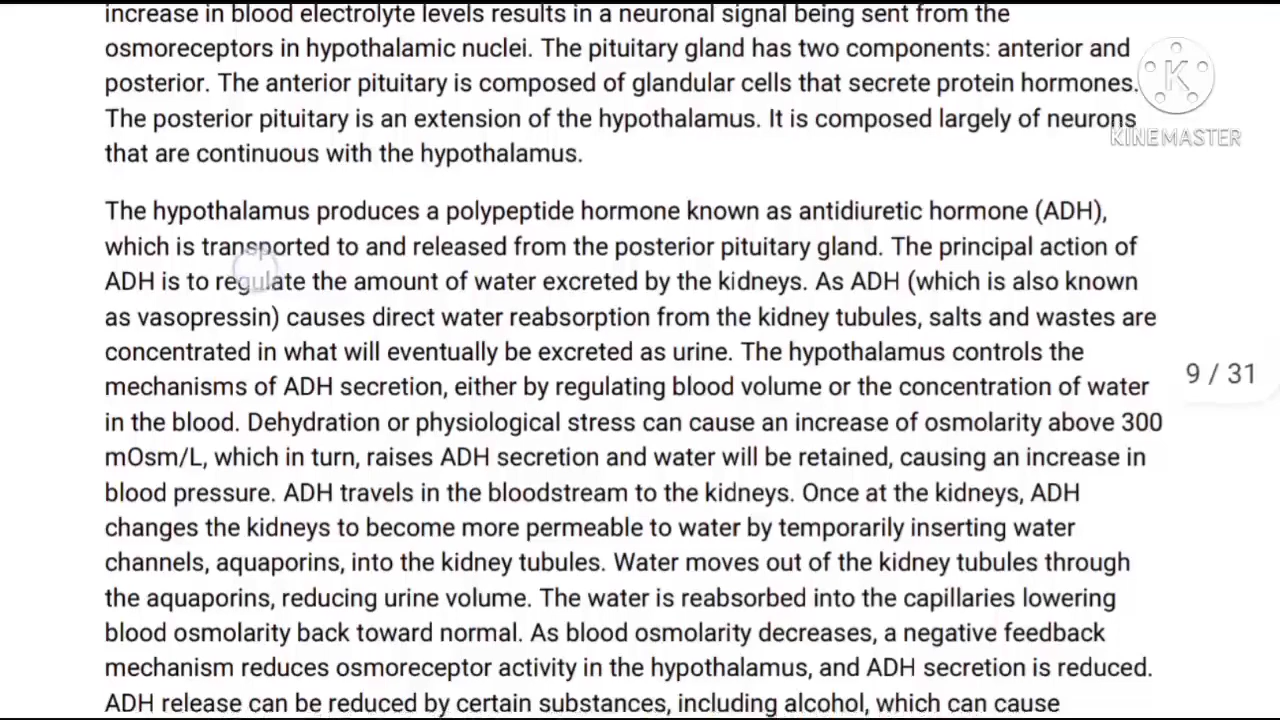 increase in blood electrolyte levels results in a neuronal signal being sent from the
osmoreceptors in hypothalamic nuclei. The pituitary gland has two components: anterior and
posterior. The anterior pituitary is composed of glandular cells that secrete protein hormones.
The posterior pituitary is an extension of the hypothalamus. It is composed largely of neurons
that are continuous with the hypothalamus.
K
KINEMASTER
The hypothalamus produces a polypeptide hormone known as antidiuretic hormone (ADH),
which is transported to and released from the posterior pituitary gland. The principal action of
ADH is to regulate the amount of water excreted by the kidneys. As ADH (which is also known
as vasopressin) causes direct water reabsorption from the kidney tubules, salts and wastes are
concentrated in what will eventually be excreted as urine. The hypothalamus controls the
mechanisms of ADH secretion, either by regulating blood volume or the concentration of water
in the blood. Dehydration or physiological stress can cause an increase of osmolarity above 300
mOsm/L, which in turn, raises ADH secretion and water will be retained, causing an increase in
blood pressure. ADH travels in the bloodstream to the kidneys. Once at the kidneys, ADH
changes the kidneys to become more permeable to water by temporarily inserting water
channels, aquaporins, into the kidney tubules. Water moves out of the kidney tubules through
the aquaporins, reducing urine volume. The water is reabsorbed into the capillaries lowering
blood osmolarity back toward normal. As blood osmolarity decreases, a negative feedback
mechanism reduces osmoreceptor activity in the hypothalamus, and ADH secretion is reduced.
ADH release can be reduced by certain substances, including alcohol, which can cause
9 / 31